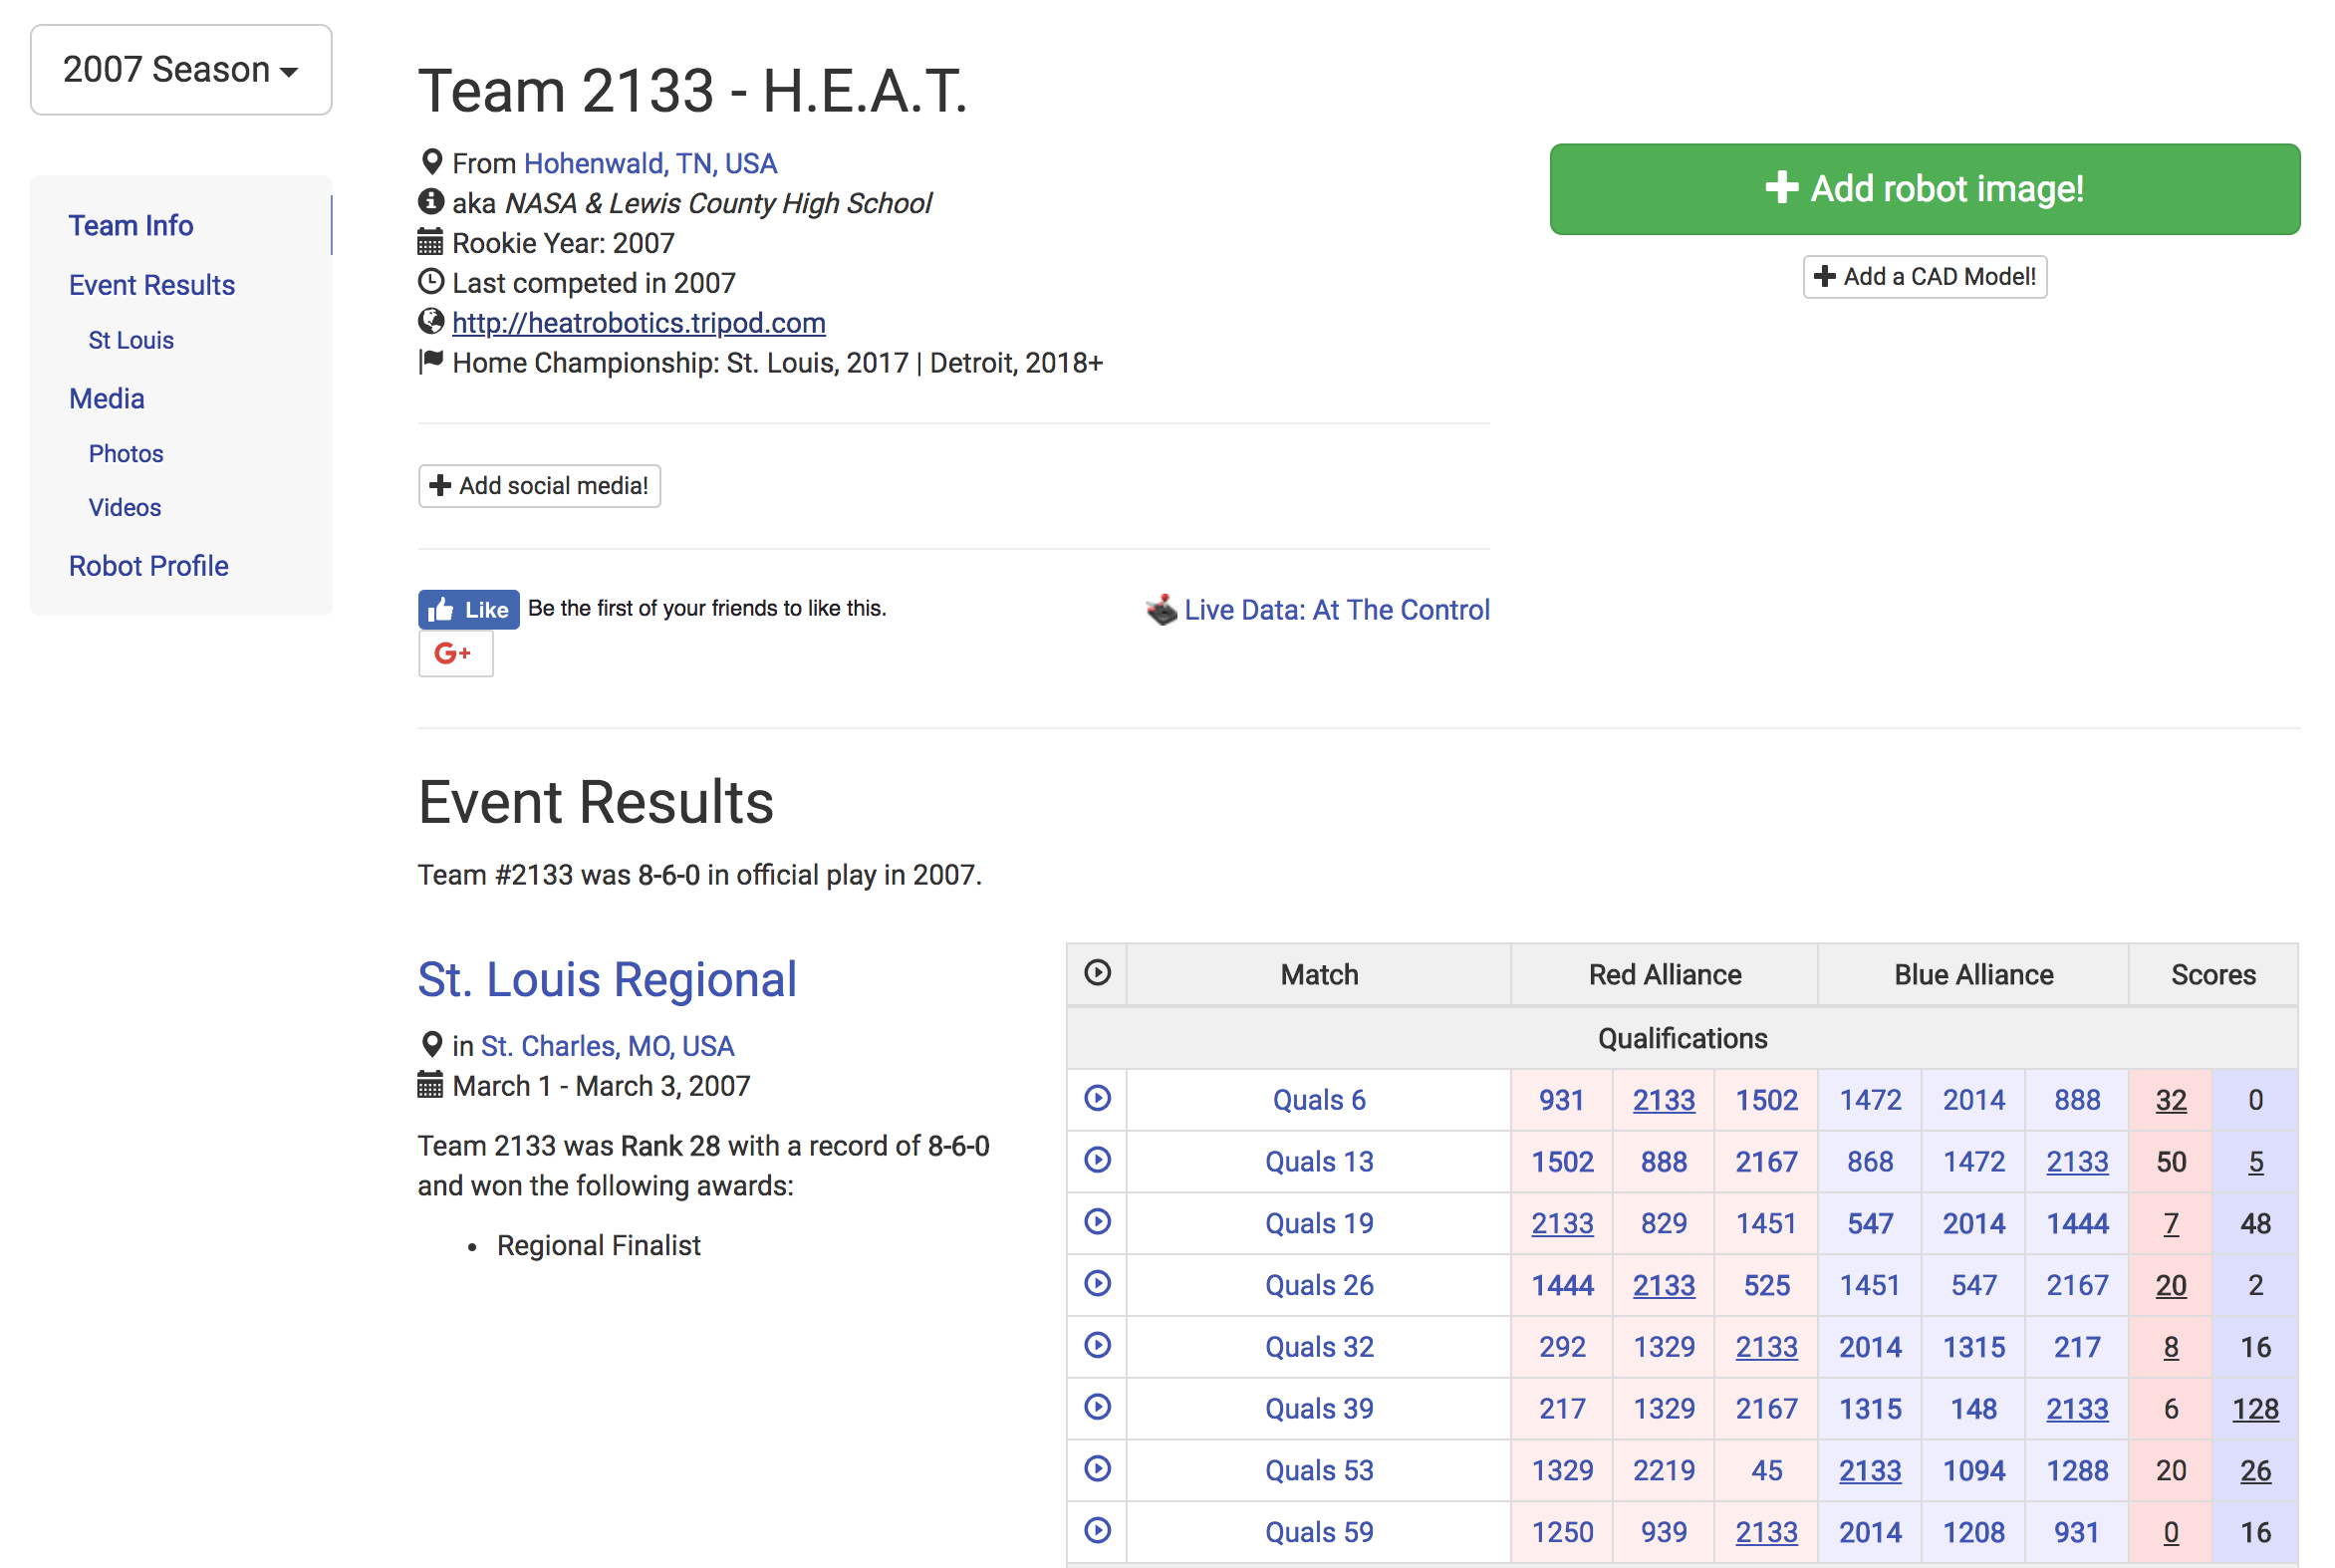 2007 Season
Team Info
Event Results
St Louis
Media
Photos
Videos
Robot Profile
Team 2133 - H.E.A.T.
From Hohenwald, TN, USA
aka NASA & Lewis County High School
Rookie Year: 2007
Last competed in 2007
http://heatrobotics.tripod.com
Home Championship: St. Louis, 2017 | Detroit, 2018+
Add robot image!
Add a CAD Model!
Add social media!
Like Be the first of your friends to like this.
G+
Live Data: At The Control
Event Results
Team #2133 was 8-6-0 in official play in 2007.
St. Louis Regional
in St. Charles, MO, USA
March 1 - March 3, 2007
Team 2133 was Rank 28 with a record of 8-6-0
and won the following awards:
• Regional Finalist
Match Red Alliance Blue Alliance Scores
Qualifications
Quals 6 931 2133 1502 1472 2014 888 32 0
Quals 13 1502 888 2167 868 1472 2133 50 5
Quals 19 2133 829 1451 547 2014 1444 7 48
Quals 26 1444 2133 525 1451 547 2167 20 2
Quals 32 292 1329 2133 2014 1315 217 8 16
Quals 39 217 1329 2167 1315 148 2133 6 128
Quals 53 1329 2219 45 2133 1094 1288 20 26
Quals 59 1250 939 2133 2014 1208 931 0 16